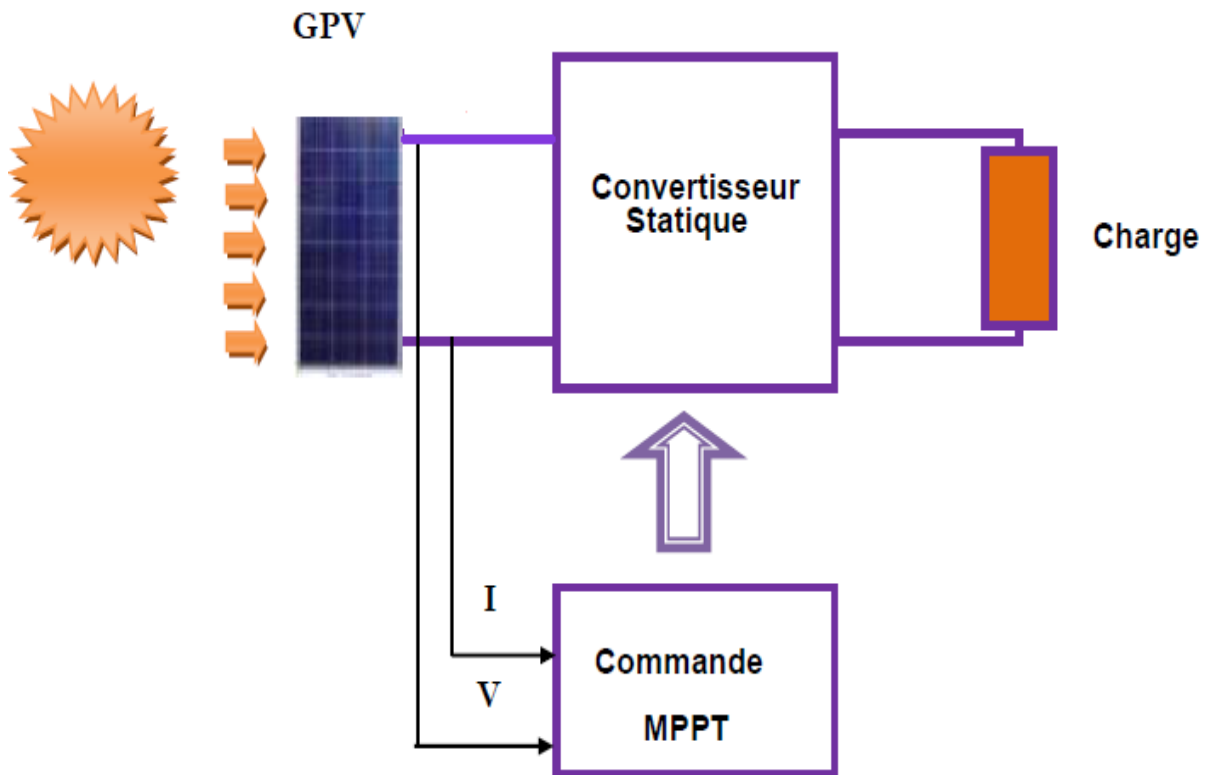 GPV
Convertisseur
Statique
Charge
I
V
Commande
MPPT